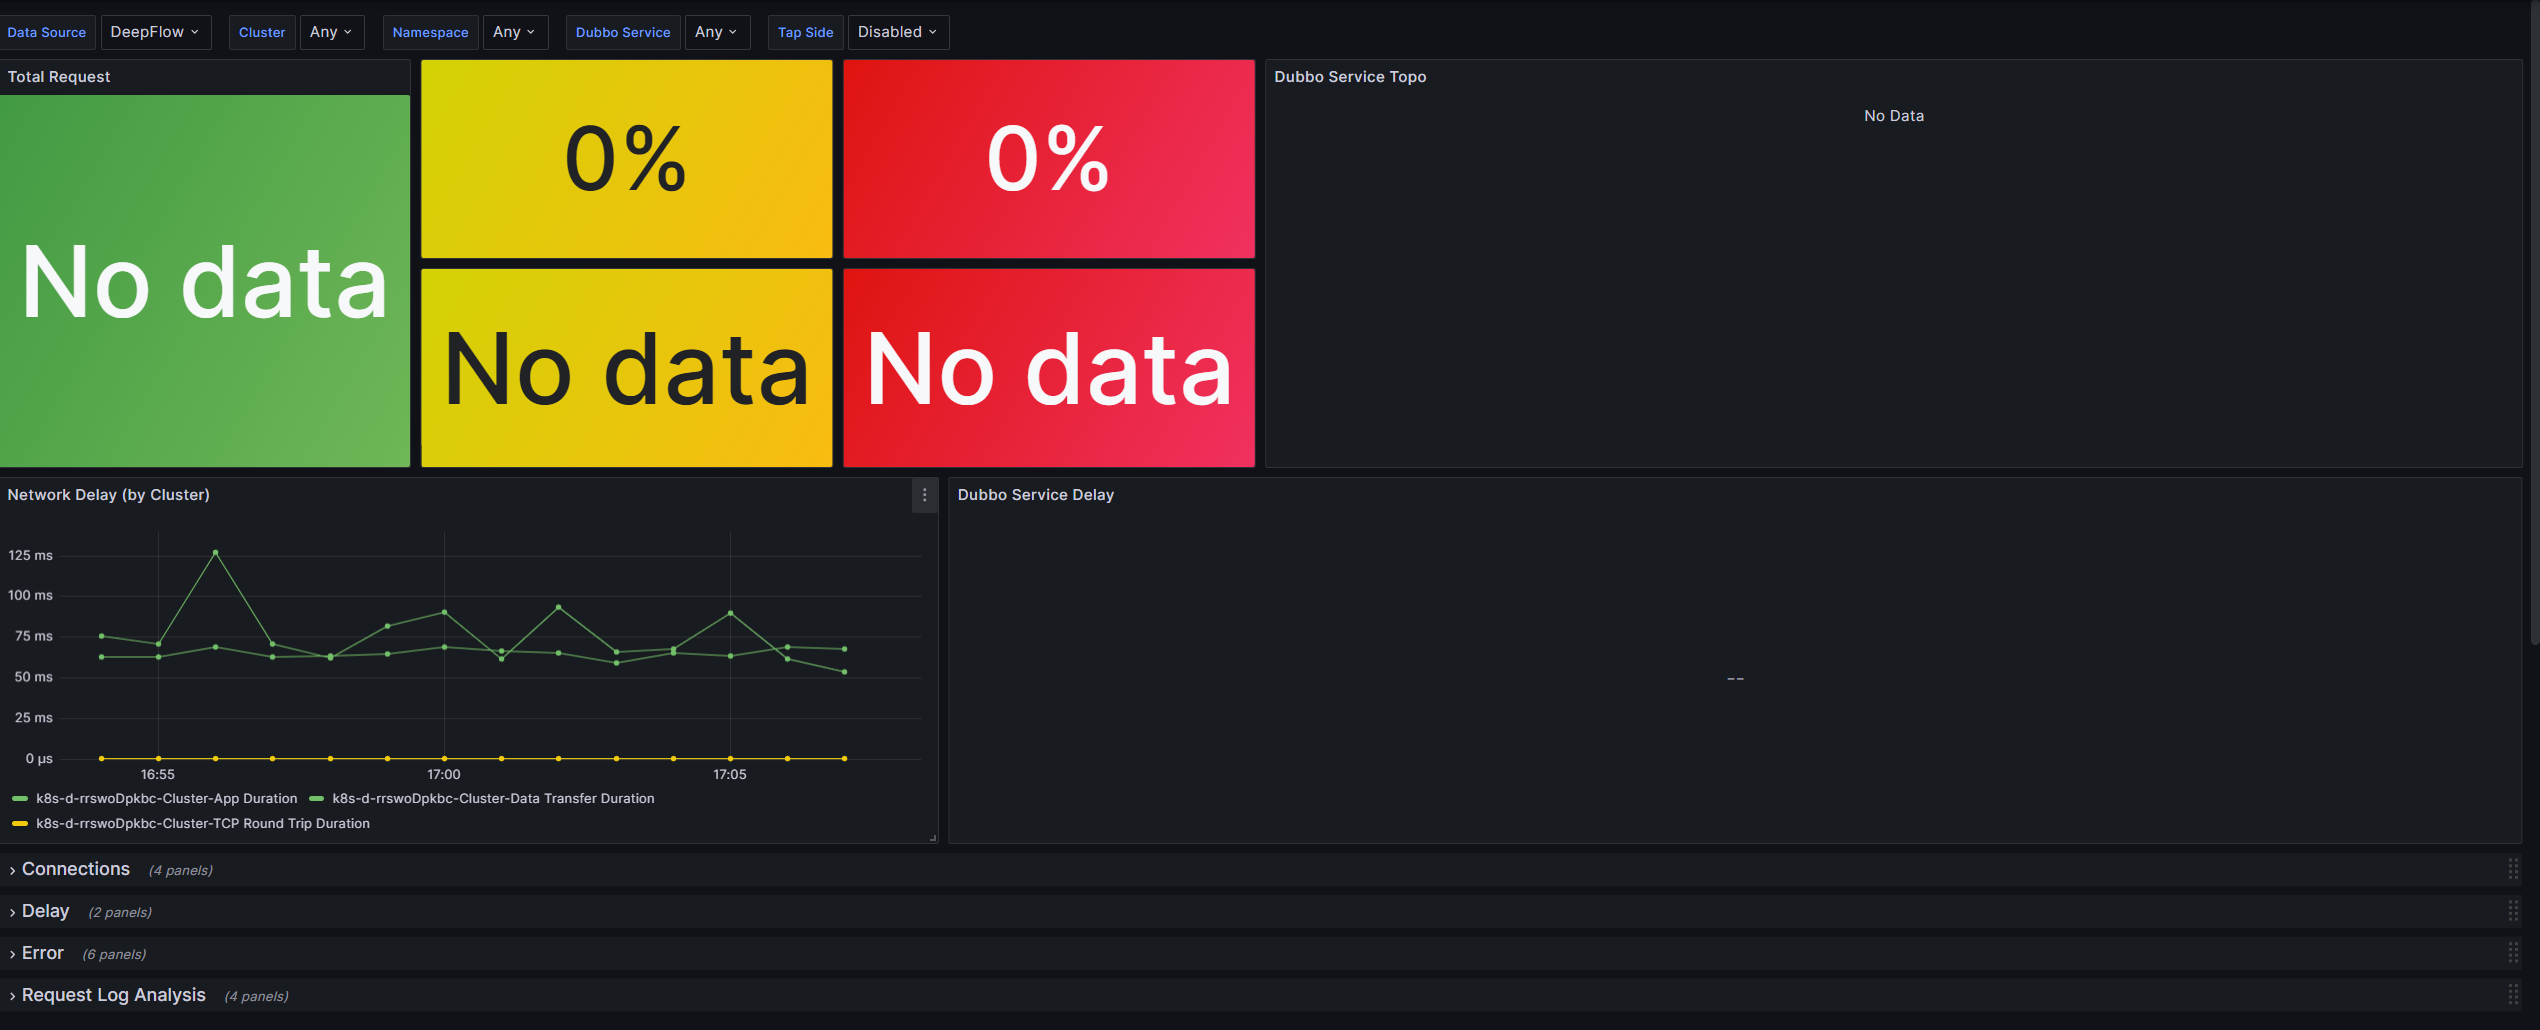 Data Source DeepFlow Cluster Any Namespace Any Dubbo Service Any Tap Side Disabled
Total Request
No data
0%
0%
No data
No data
Dubbo Service Topo
No Data
Network Delay (by Cluster)
125 ms
100 ms
75 ms
50 ms
25 ms
0 µs
16:55 17:00 17:05
k8s-d-rrswoDpkbc-Cluster-App Duration k8s-d-rrswoDpkbc-Cluster-Data Transfer Duration
k8s-d-rrswoDpkbc-Cluster-TCP Round Trip Duration
Dubbo Service Delay
--
Connections (4 panels)
Delay (2 panels)
Error (6 panels)
Request Log Analysis (4 panels)